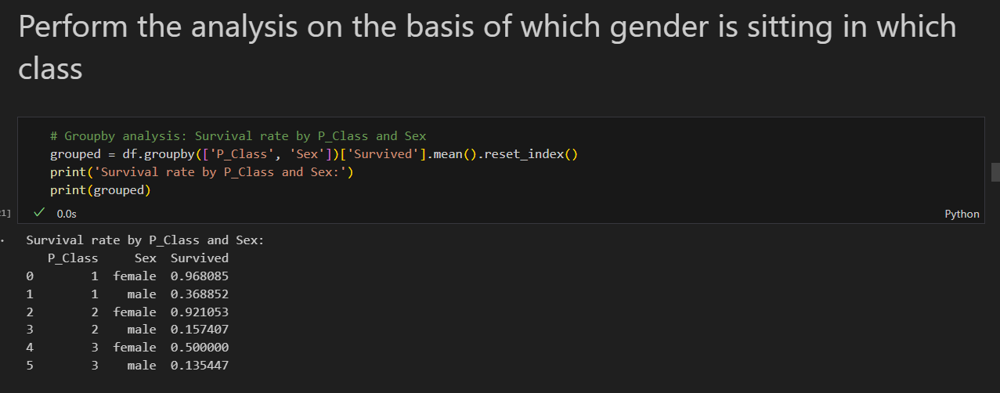 Perform the analysis on the basis of which gender is sitting in which
class
# Groupby analysis: Survival rate by P_Class and Sex
grouped = df.groupby(['P_Class', 'Sex'])['Survived'].mean().reset_index()
print('Survival rate by P_Class and Sex:')
print(grouped)
1] ✓ 0.0s Python
Survival rate by P_Class and Sex:
P_Class Sex Survived
0 1 female 0.968085
1 1 male 0.368852
2 2 female 0.921053
3 2 male 0.157407
4 3 female 0.500000
5 3 male 0.135447